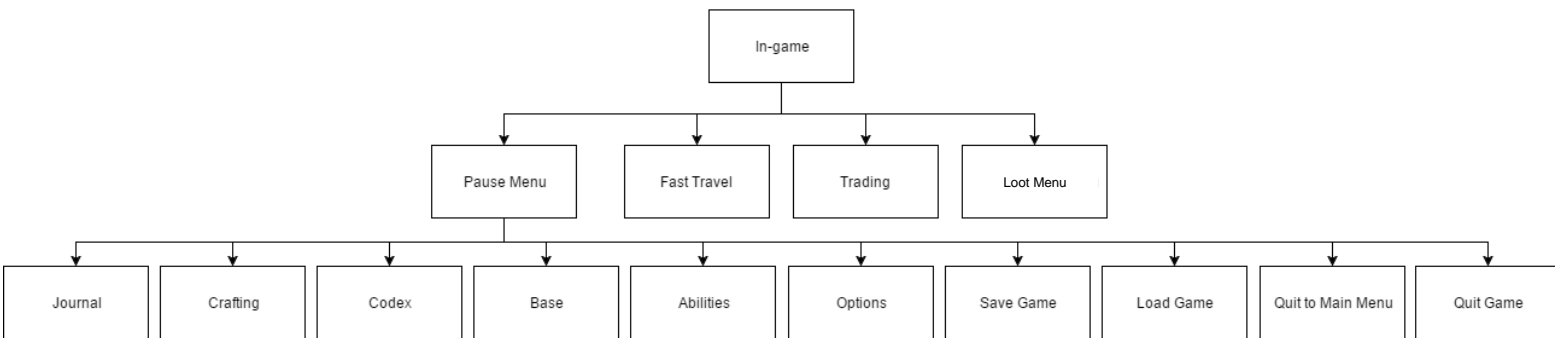 In-game
Pause Menu
Fast Travel
Trading
Loot Menu
Journal
Crafting
Codex
Base
Abilities
Options
Save Game
Load Game
Quit to Main Menu
Quit Game